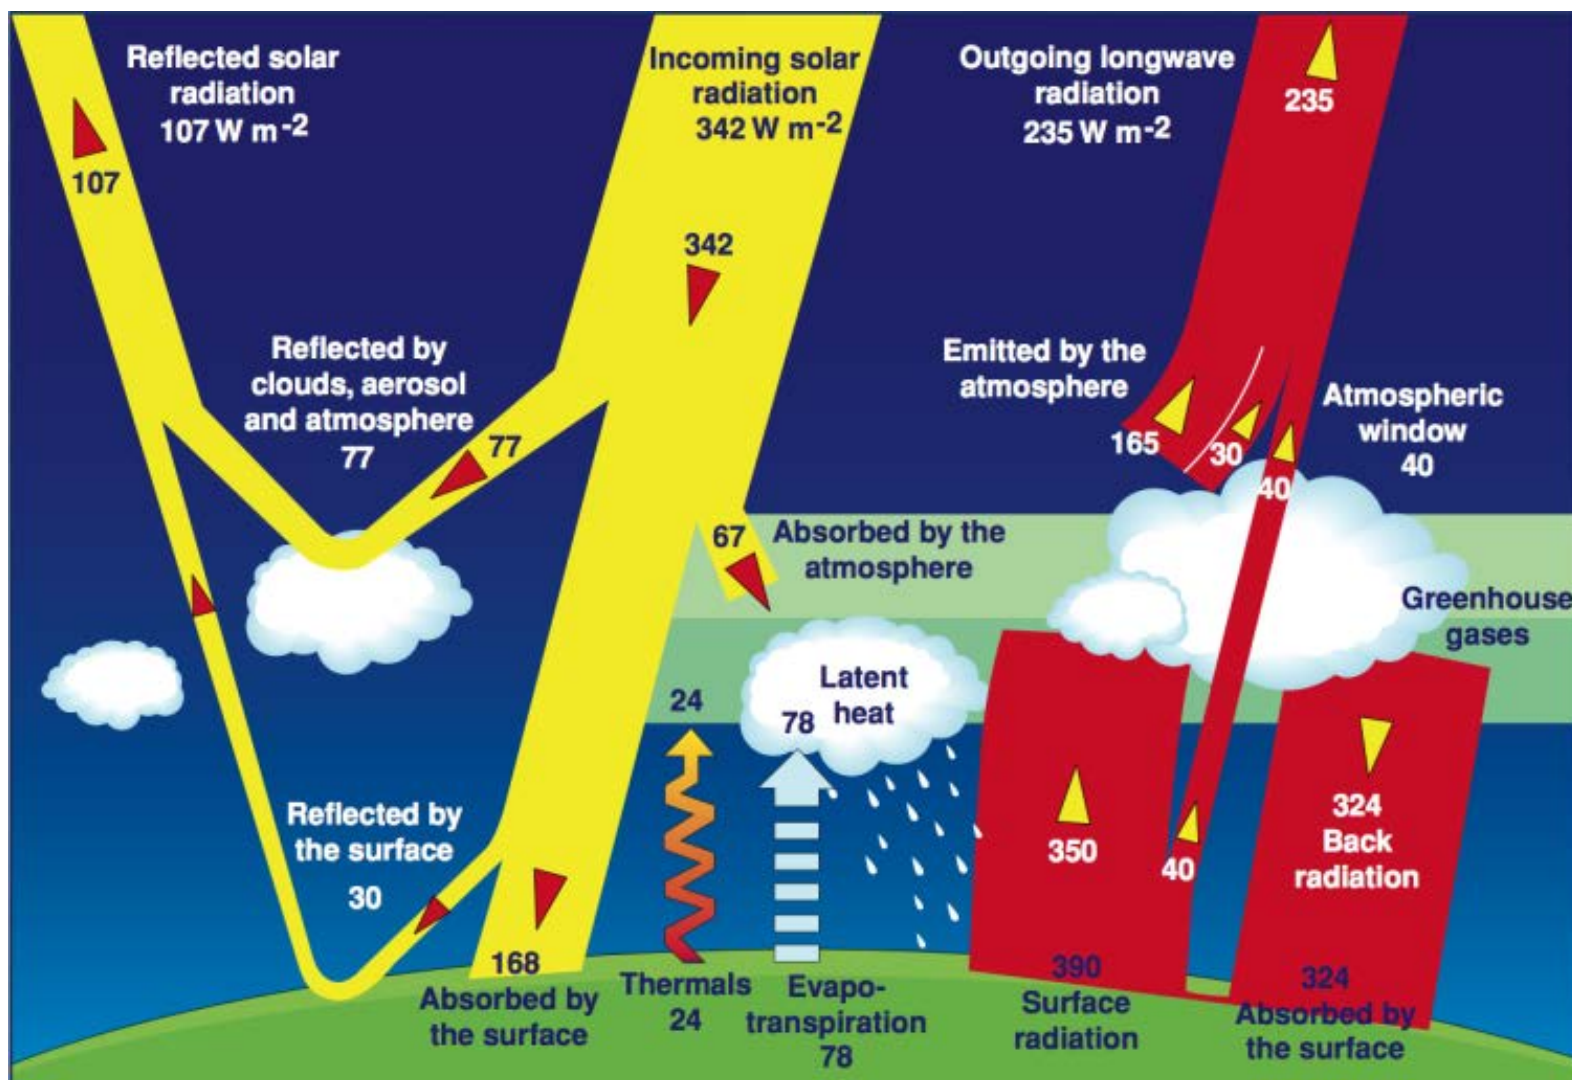 Reflected solar
radiation
107 W m-2
107
Incoming solar
radiation
342 W m-2
342
Outgoing longwave
radiation
235 W m-2
235
Reflected by
clouds, aerosol
and atmosphere
77
77
Emitted by the
atmosphere
165
30
40
Atmospheric
window
40
67
Absorbed by the
atmosphere
Greenhouse
gases
24
Latent
heat
78
Reflected by
the surface
30
350
40
324
Back
radiation
168
Absorbed by
the surface
Thermals
24
Evapo-
transpiration
78
390
Surface
radiation
324
Absorbed by
the surface